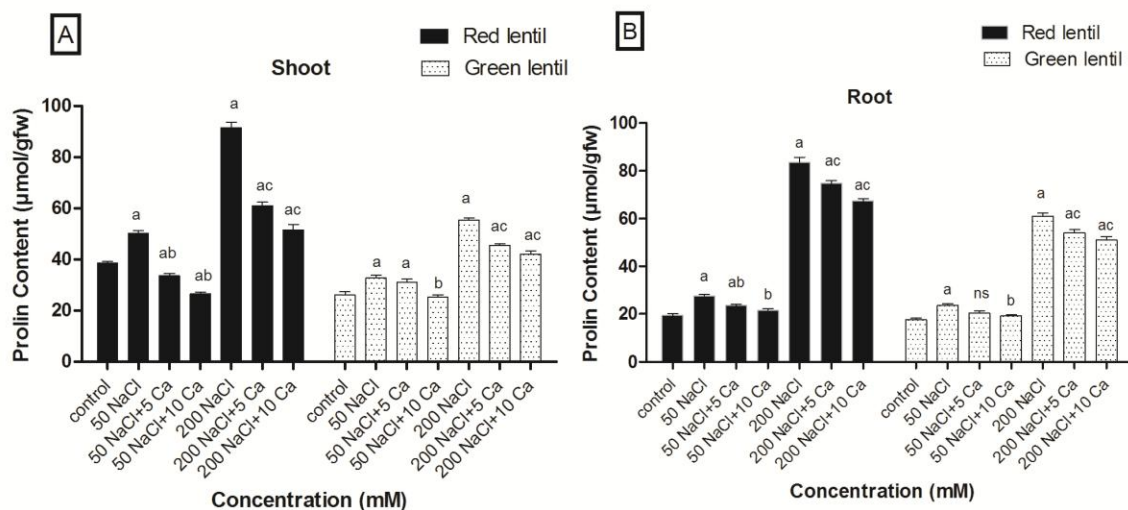 A
Red lentil
Green lentil
Shoot
Prolin Content (µmol/gfw)
100
80
60
40
20
0
a
a
ab
ab
a
ac
ac
a
a
b
a
ac
ac
control
50 NaCl
50 NaCl+5 Ca
50 NaCl+10 Ca
200 NaCl
200 NaCl+5 Ca
200 NaCl+10 Ca
control
50 NaCl
50 NaCl+5 Ca
50 NaCl+10 Ca
200 NaCl
200 NaCl+5 Ca
200 NaCl+10 Ca
Concentration (mM)
B
Red lentil
Green lentil
Root
Prolin Content (µmol/gfw)
100
80
60
40
20
0
a
ab
b
a
ac
ac
a
ns
b
a
ac
ac
control
50 NaCl
50 NaCl+5 Ca
50 NaCl+10 Ca
200 NaCl
200 NaCl+5 Ca
200 NaCl+10 Ca
control
50 NaCl
50 NaCl+5 Ca
50 NaCl+10 Ca
200 NaCl
200 NaCl+5 Ca
200 NaCl+10 Ca
Concentration (mM)